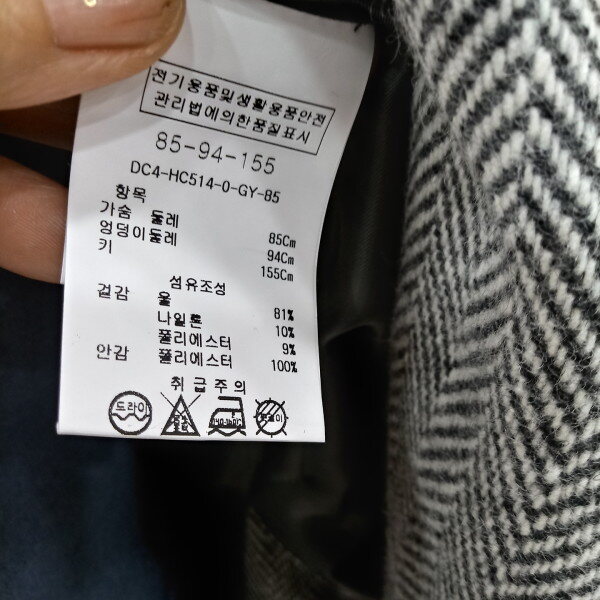 전기용품및생활용품안전
관리법에의한품질표시
85-94-155
DC4-HC514-0-GY-85
항목
가슴 둘레 85Cm
엉덩이둘레 94Cm
키 155Cm
섬유조성
겉감 울 81%
나일론 10%
폴리에스터 9%
안감 폴리에스터 100%
취급주의
드라이